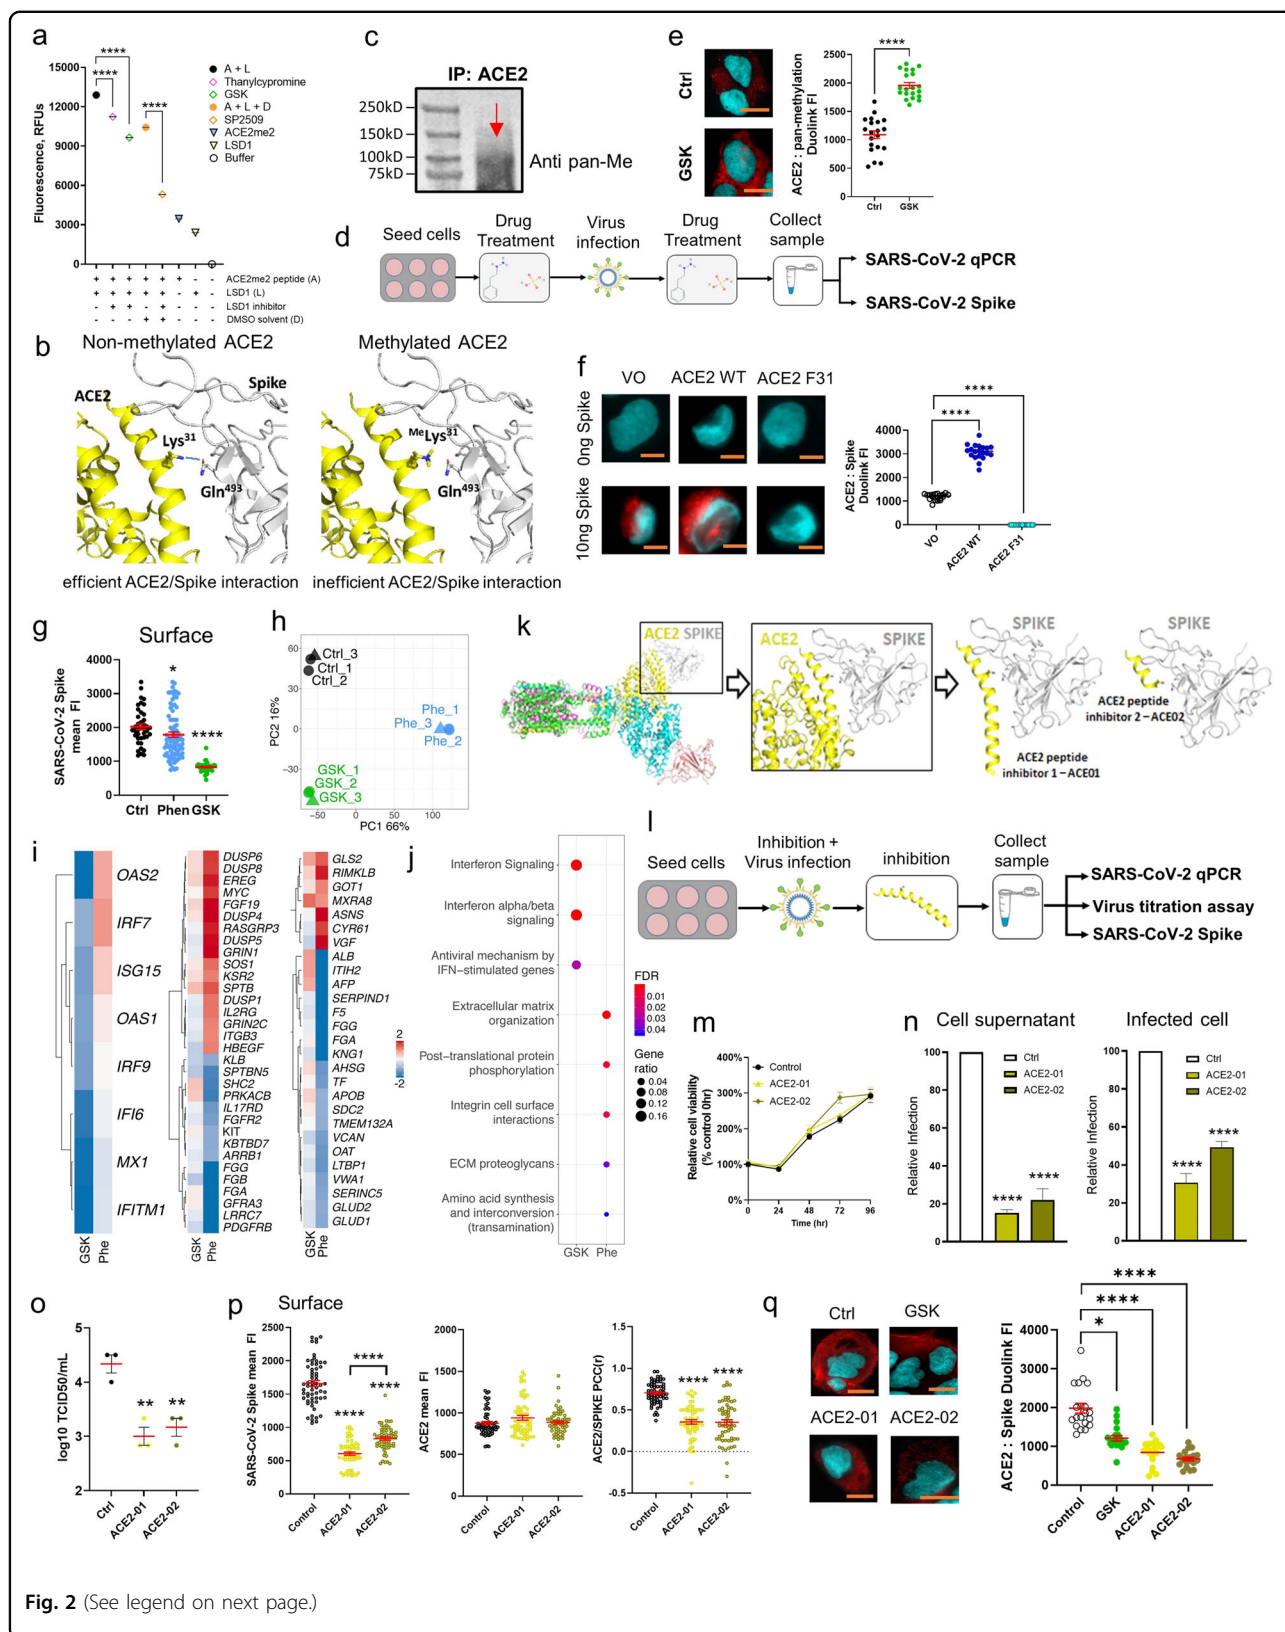 a
15000
12000
9000
6000
3000
0
Fluorescence, RFUs
****
****
****
A + L
Thanylcypromine
GSK
A + L + D
SP2509
ACE2me2
LSD1
Buffer
+ + + + + + - -
ACE2me2 peptide (A)
+ + + + + - + -
LSD1 (L)
- + + - + - - -
LSD1 inhibitor
- - - + + - - -
DMSO solvent (D)
c
IP: ACE2
250kD
150kD
100kD
75kD
Anti pan-Me
e
Ctrl
GSK
ACE2 : pan-methylation
Duolink FI
2500
2000
1500
1000
500
0
****
Ctrl
GSK
d
Seed cells
Drug
Treatment
Virus
infection
Drug
Treatment
Collect
sample
SARS-CoV-2 qPCR
SARS-CoV-2 Spike
b
Non-methylated ACE2
Methylated ACE2
ACE2
Spike
Lys31
Gln493
MeLys31
Gln493
efficient ACE2/Spike interaction
inefficient ACE2/Spike interaction
f
VO
ACE2 WT
ACE2 F31
0ng Spike
10ng Spike
ACE2 : Spike
Duolink FI
4000
3000
2000
1000
0
****
****
VO
ACE2 WT
ACE2 F31
g
Surface
SARS-CoV-2 Spike
mean FI
4000
3000
2000
1000
0
*
****
Ctrl
Phen
GSK
h
60
30
0
-30
PC2 16%
Ctrl_3
Ctrl_1
Ctrl_2
Phe_1
Phe_3
Phe_2
GSK_1
GSK_2
GSK_3
-50
0
50
100
PC1 66%
k
ACE2 SPIKE
ACE2
SPIKE
SPIKE
SPIKE
ACE2 peptide
inhibitor 2 – ACE02
ACE2 peptide
inhibitor 1 – ACE01
i
OAS2
IRF7
ISG15
OAS1
IRF9
IFI6
MX1
IFITM1
GSK
Phe
DUSP6
DUSP8
EREG
MYC
FGF19
DUSP4
RASGRP3
DUSP5
GRIN1
SOS1
KSR2
SPTB
DUSP1
IL2RG
GRIN2C
ITGB3
HBEGF
KLB
SPTBN5
SHC2
PRKACB
IL17RD
FGFR2
KIT
KBTBD7
ARRB1
FGG
FGB
FGA
GFRA3
LRRC7
PDGFRB
GSK
Phe
GLS2
RIMKLB
GOT1
MXRA8
ASNS
CYR61
VGF
ALB
ITIH2
AFP
SERPIND1
F5
FGG
FGA
KNG1
AHSG
TF
APOB
SDC2
TMEM132A
VCAN
OAT
LTBP1
VWA1
SERINC5
GLUD2
GLUD1
GSK
Phe
2
-2
j
Interferon Signaling
Interferon alpha/beta
signaling
Antiviral mechanism by
IFN-stimulated genes
Extracellular matrix
organization
Post-translational protein
phosphorylation
Integrin cell surface
interactions
ECM proteoglycans
Amino acid synthesis
and interconversion
(transamination)
GSK
Phe
FDR
0.01
0.02
0.03
0.04
Gene
ratio
0.04
0.08
0.12
0.16
l
Seed cells
Inhibition +
Virus infection
inhibition
Collect
sample
SARS-CoV-2 qPCR
Virus titration assay
SARS-CoV-2 Spike
m
Relative cell viability
(% control 0hr)
400%
300%
200%
100%
0%
Control
ACE2-01
ACE2-02
0
24
48
72
96
Time (hr)
n
Cell supernatant
Relative Infection
100
80
60
40
20
0
Ctrl
ACE2-01
ACE2-02
****
****
Infected cell
Relative Infection
100
80
60
40
20
0
Ctrl
ACE2-01
ACE2-02
****
****
o
log10 TCID50/mL
5
4
3
2
**
**
Ctrl
ACE2-01
ACE2-02
p
Surface
SARS-CoV-2 Spike mean FI
2500
2000
1500
1000
500
0
****
****
****
Control
ACE2-01
ACE2-02
ACE2 mean FI
2000
1500
1000
500
0
Control
ACE2-01
ACE2-02
ACE2/SPIKE PCC(r)
1.0
0.5
0.0
-0.5
****
****
Control
ACE2-01
ACE2-02
q
Ctrl
GSK
ACE2-01
ACE2-02
ACE2 : Spike Duolink FI
4000
3000
2000
1000
0
****
****
*
Control
GSK
ACE2-01
ACE2-02
Fig. 2 (See legend on next page.)